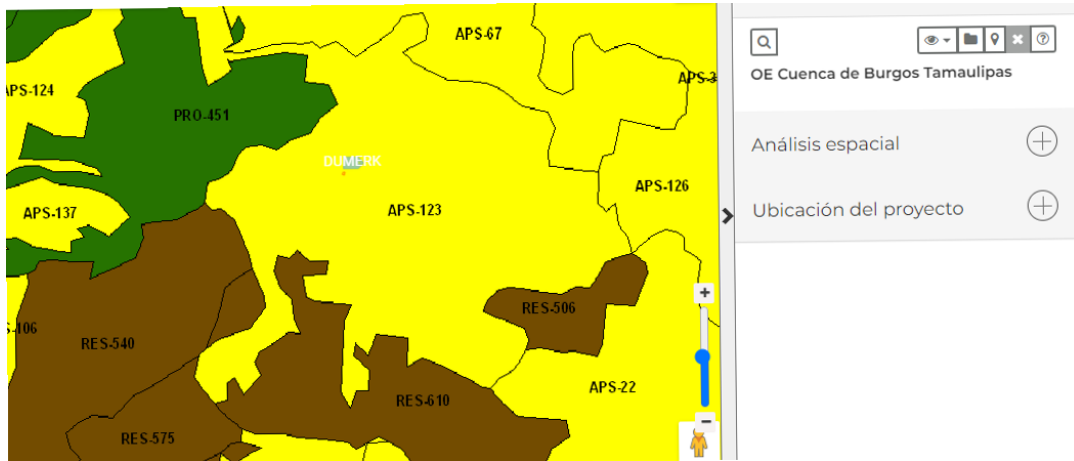 APS-67
APS-3
APS-124
PRO-451
DUMERK
APS-126
APS-137
APS-123
RES-506
S-106
RES-540
APS-22
RES-610
RES-575
+
−
OE Cuenca de Burgos Tamaulipas
Análisis espacial
Ubicación del proyecto